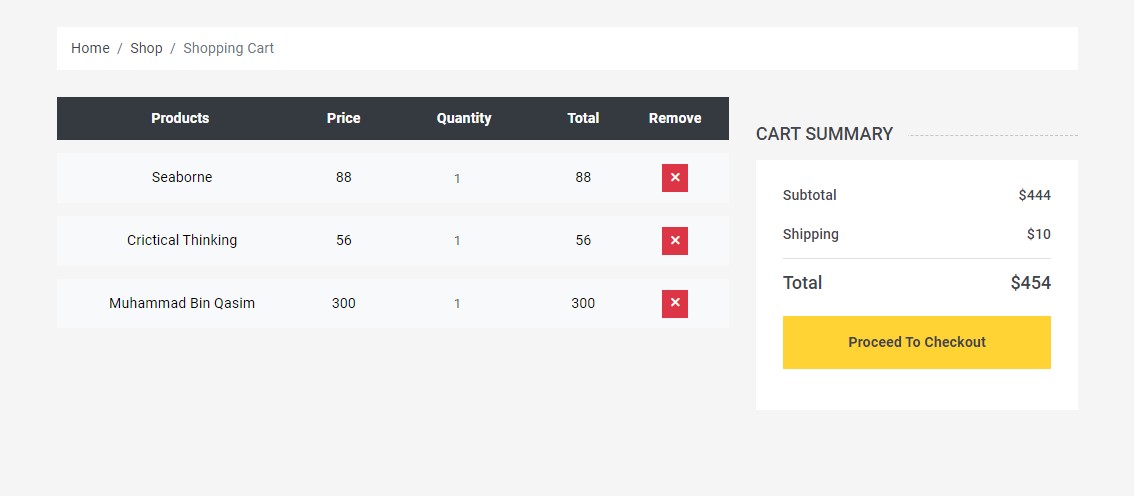 Home / Shop / Shopping Cart
Products Price Quantity Total Remove
Seaborne 88 1 88 ×
Crictical Thinking 56 1 56 ×
Muhammad Bin Qasim 300 1 300 ×
CART SUMMARY
Subtotal $444
Shipping $10
Total $454
Proceed To Checkout